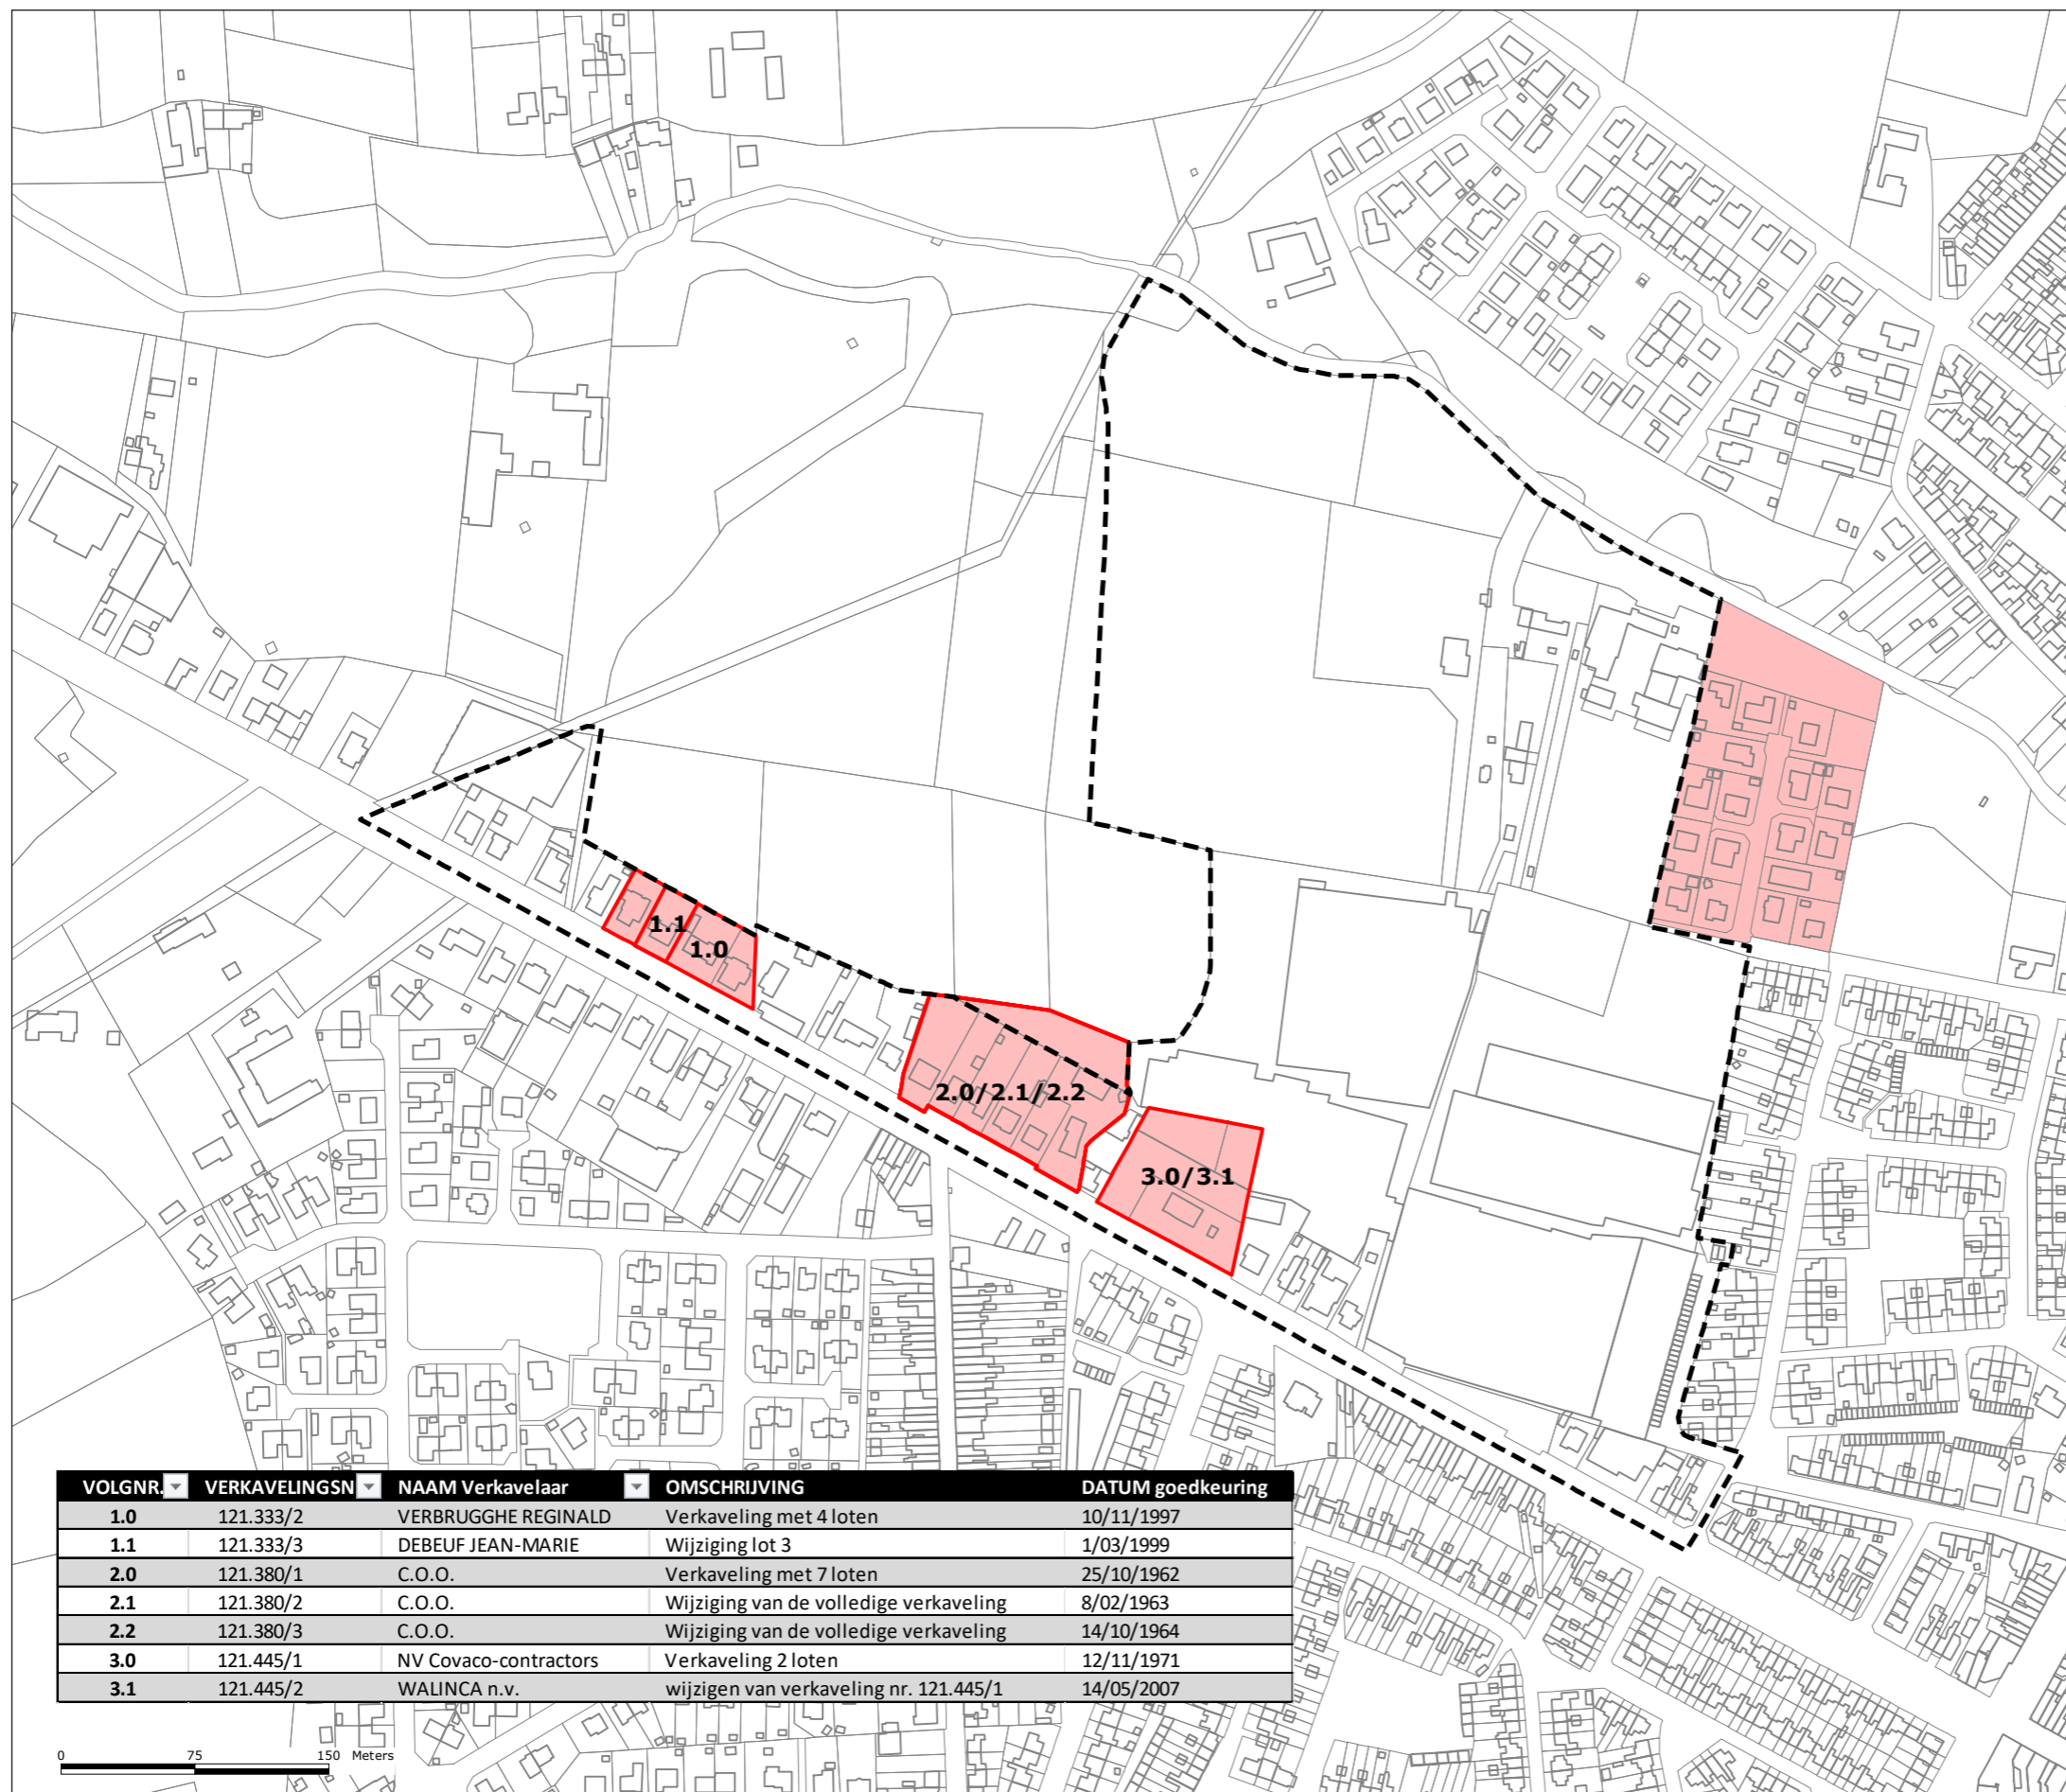 1.1
1.0
2.0/2.1/2.2
3.0/3.1
VOLGNR. VERKAVELINGSN NAAM Verkavelaar OMSCHRIJVING DATUM goedkeuring
1.0 121.333/2 VERBRUGGHE REGINALD Verkaveling met 4 loten 10/11/1997
1.1 121.333/3 DEBEUF JEAN-MARIE Wijziging lot 3 1/03/1999
2.0 121.380/1 C.O.O. Verkaveling met 7 loten 25/10/1962
2.1 121.380/2 C.O.O. Wijziging van de volledige verkaveling 8/02/1963
2.2 121.380/3 C.O.O. Wijziging van de volledige verkaveling 14/10/1964
3.0 121.445/1 NV Covaco-contractors Verkaveling 2 loten 12/11/1971
3.1 121.445/2 WALINCA n.v. wijzigen van verkaveling nr. 121.445/1 14/05/2007
0 75 150 Meters